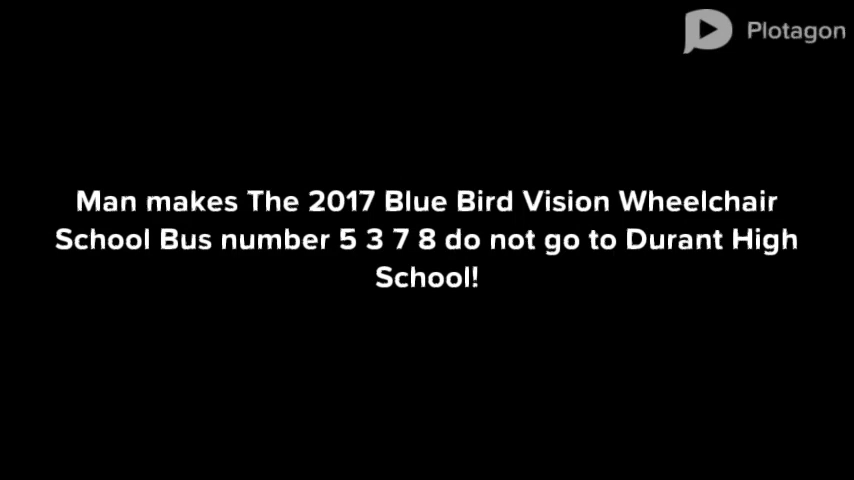 Plotagon
Man makes The 2017 Blue Bird Vision Wheelchair
School Bus number 5 3 7 8 do not go to Durant High
School!